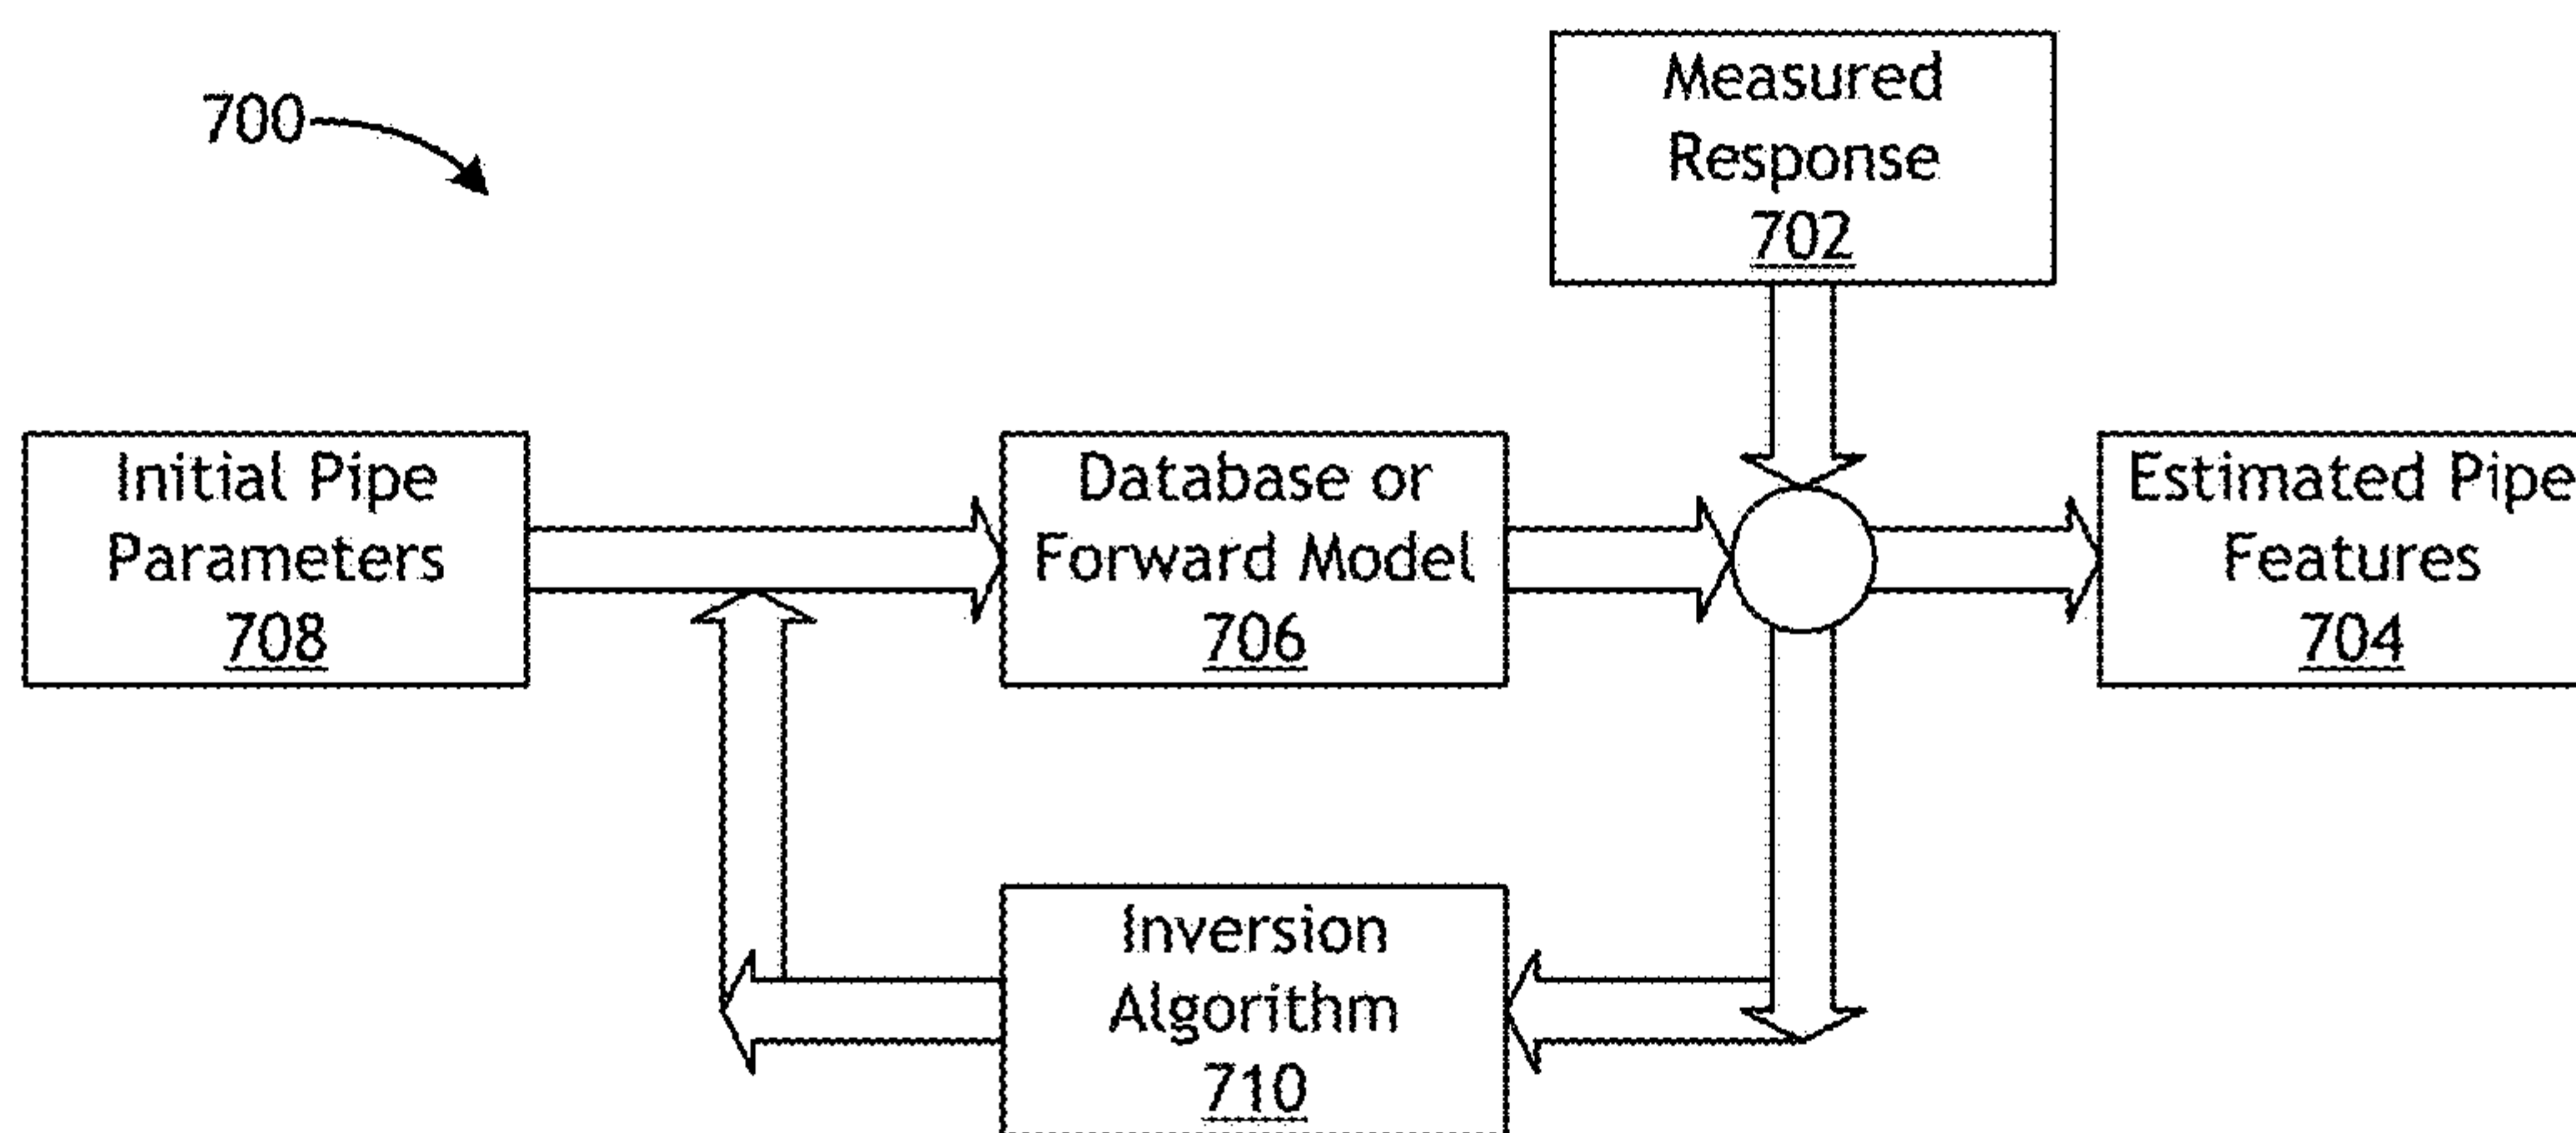 700
Measured
Response
702
Initial Pipe
Parameters
708
Database or
Forward Model
706
Estimated Pipe
Features
704
Inversion
Algorithm
710